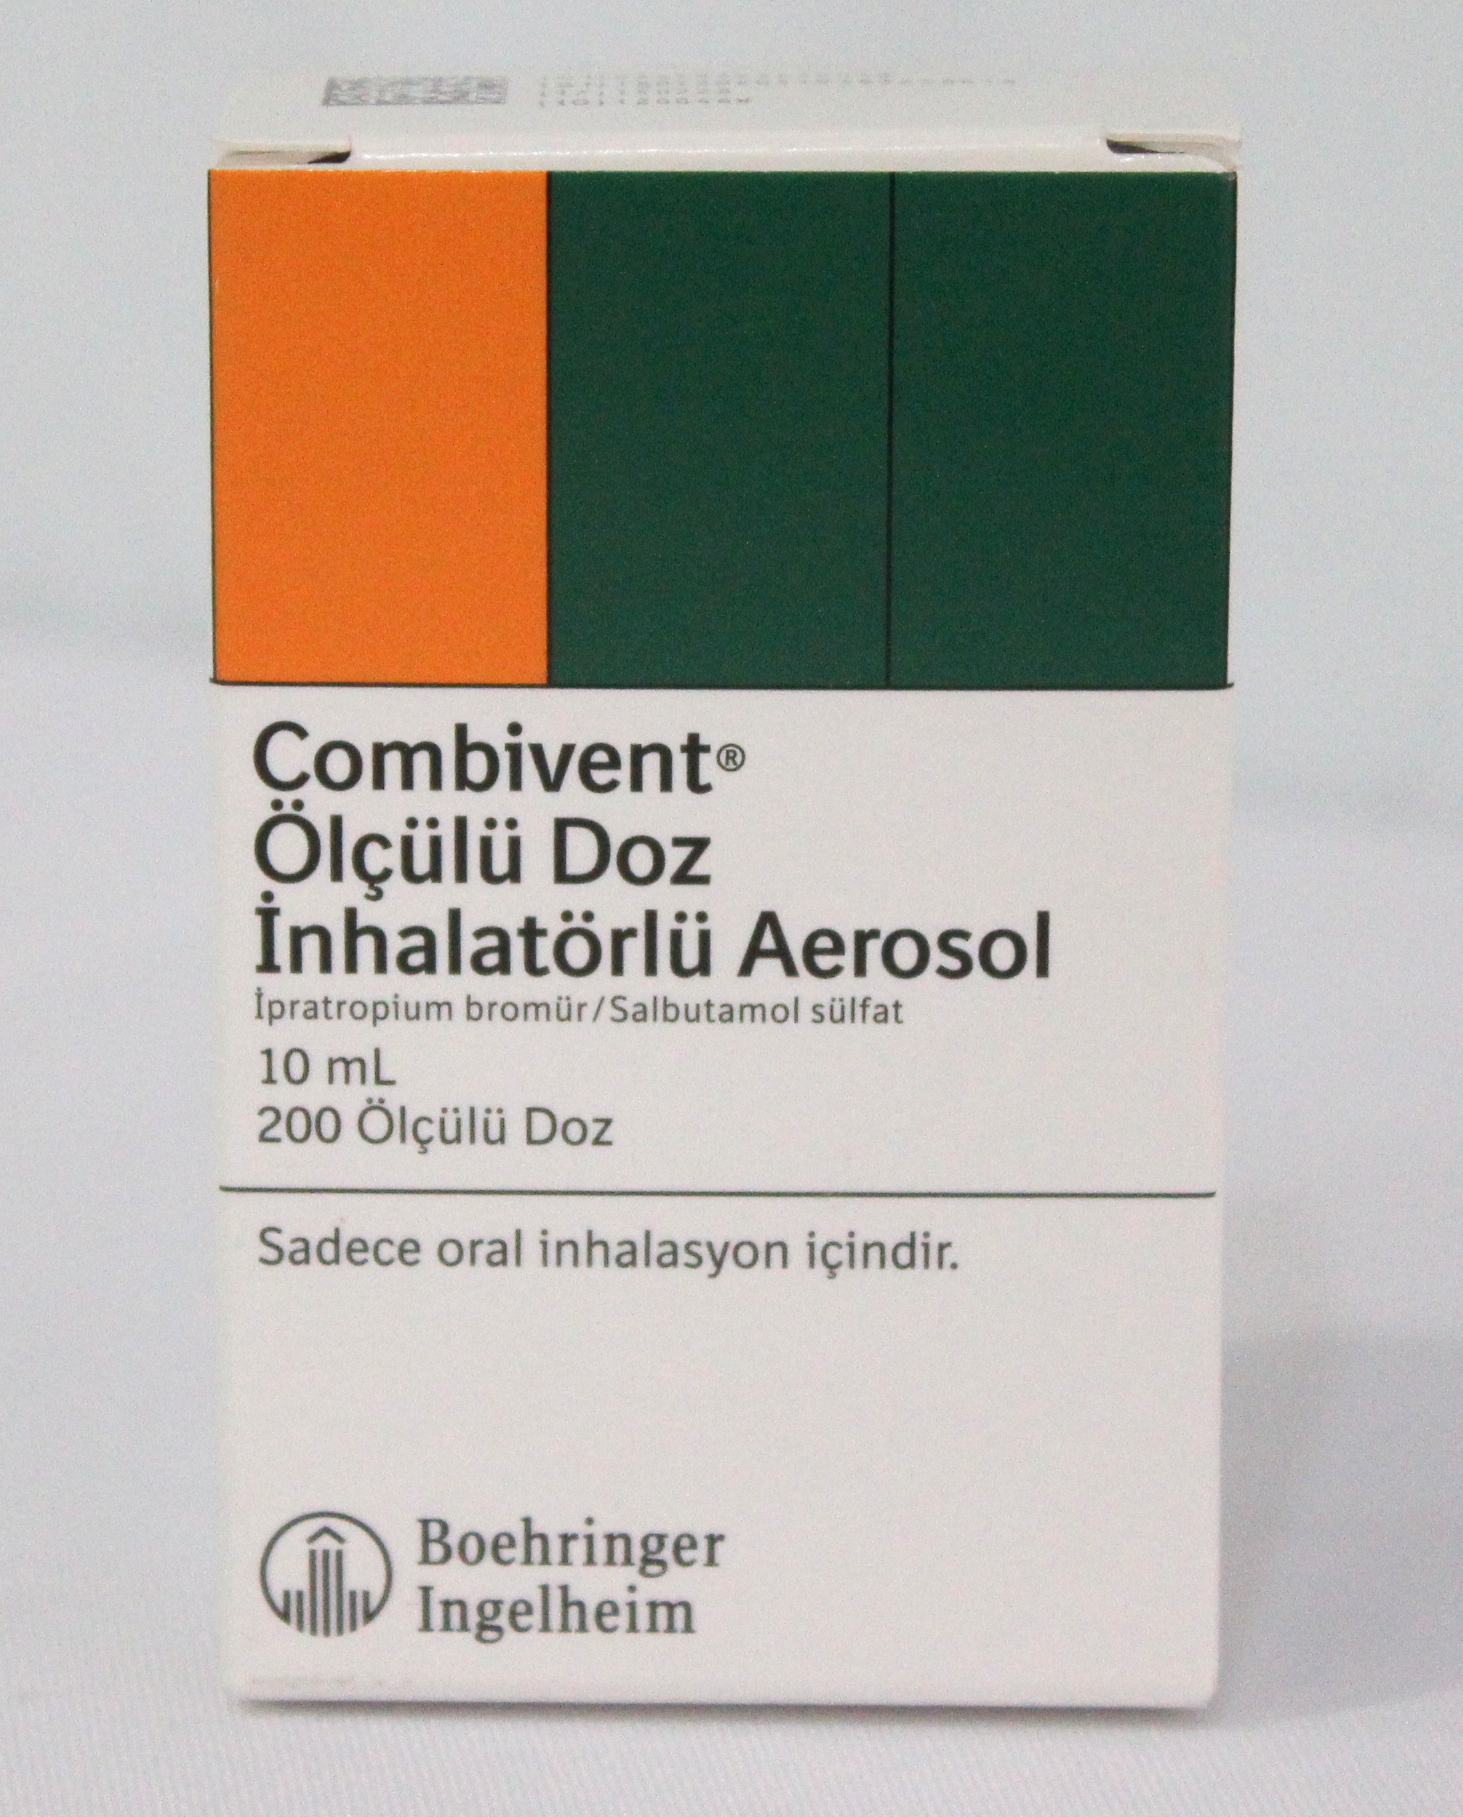 Combivent®
Ölçülü Doz
İnhalatörlü Aerosol
İpratropium bromür/Salbutamol sülfat
10 mL
200 Ölçülü Doz
Sadece oral inhalasyon içindir.
Boehringer
Ingelheim